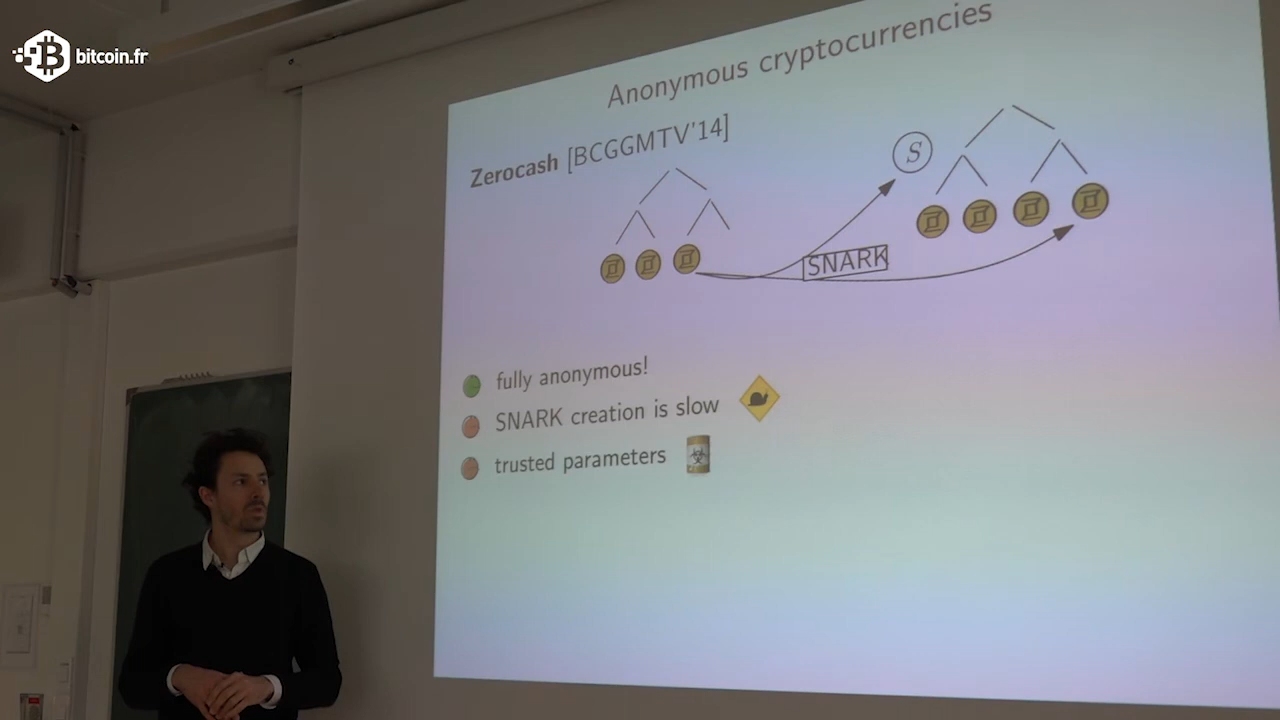 bitcoin.fr
Anonymous cryptocurrencies
Zerocash [BCGGMTV'14]
S
SNARK
fully anonymous!
SNARK creation is slow
trusted parameters